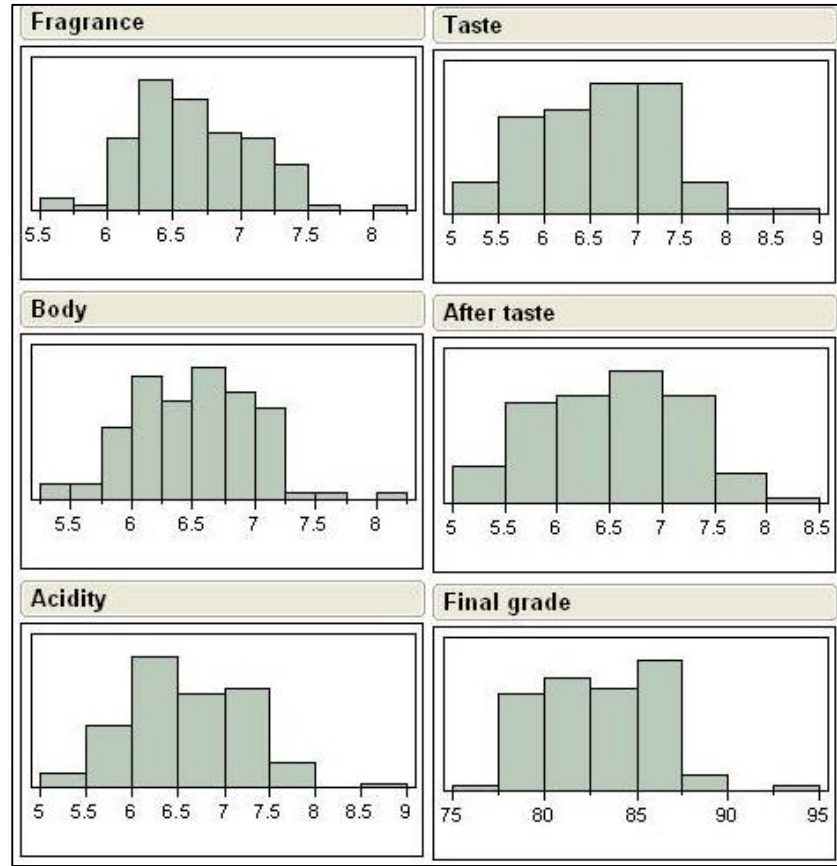 Fragrance
5.5 6 6.5 7 7.5 8
Taste
5 5.5 6 6.5 7 7.5 8 8.5 9
Body
5.5 6 6.5 7 7.5 8
After taste
5 5.5 6 6.5 7 7.5 8 8.5
Acidity
5 5.5 6 6.5 7 7.5 8 8.5 9
Final grade
75 80 85 90 95